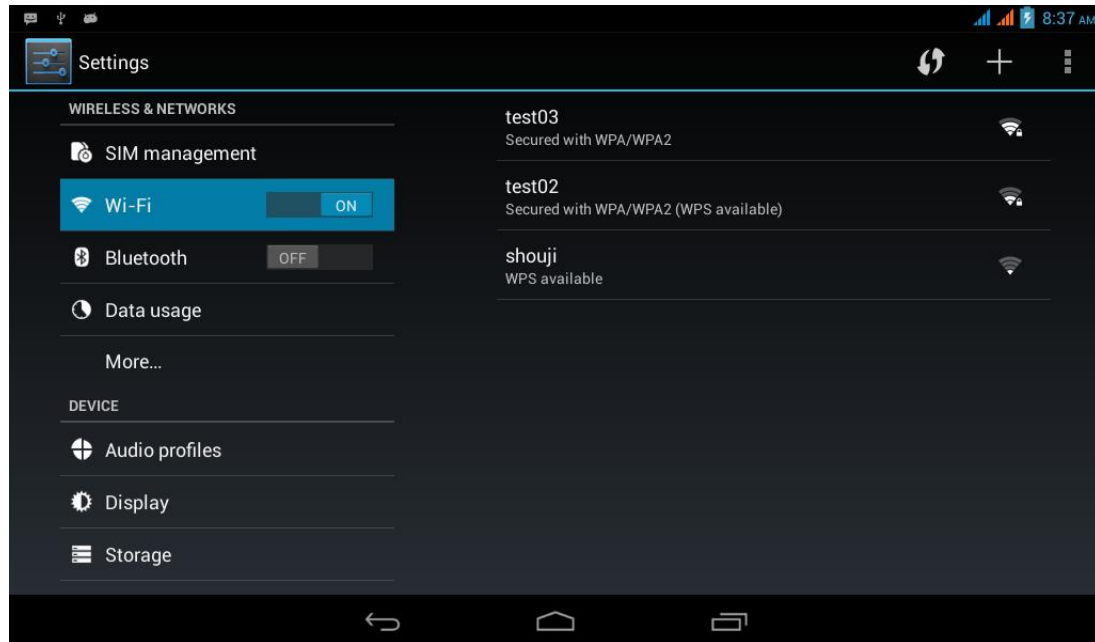 8:37 AM
Settings
WIRELESS & NETWORKS
SIM management
Wi-Fi ON
Bluetooth OFF
Data usage
More...
DEVICE
Audio profiles
Display
Storage
test03
Secured with WPA/WPA2
test02
Secured with WPA/WPA2 (WPS available)
shouji
WPS available